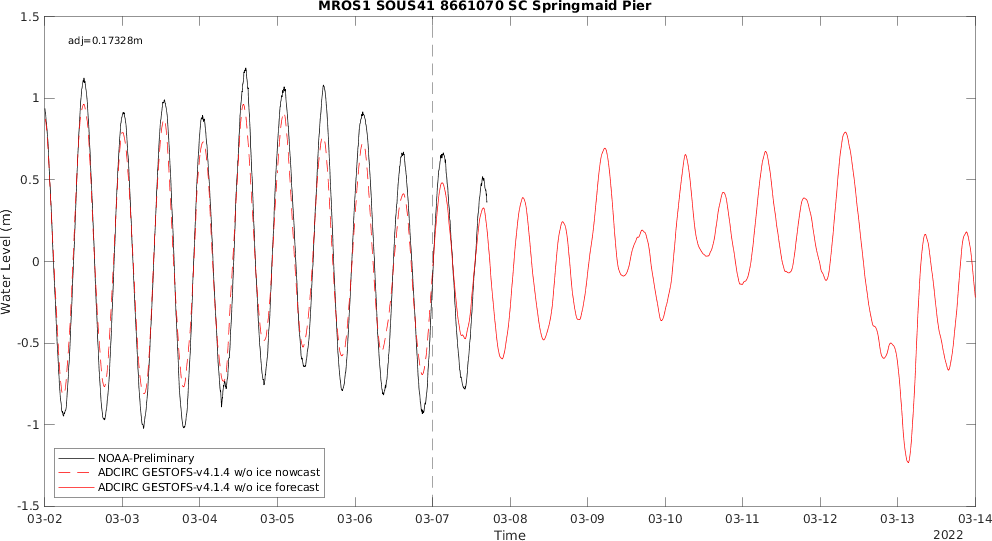 MROS1 SOUS41 8661070 SC Springmaid Pier
1.5
adj=0.17328m
1
0.5
0
-0.5
-1
-1.5
Water Level (m)
NOAA-Preliminary
ADCIRC GESTOFS-v4.1.4 w/o ice nowcast
ADCIRC GESTOFS-v4.1.4 w/o ice forecast
03-02 03-03 03-04 03-05 03-06 03-07 03-08 03-09 03-10 03-11 03-12 03-13 03-14
Time
2022